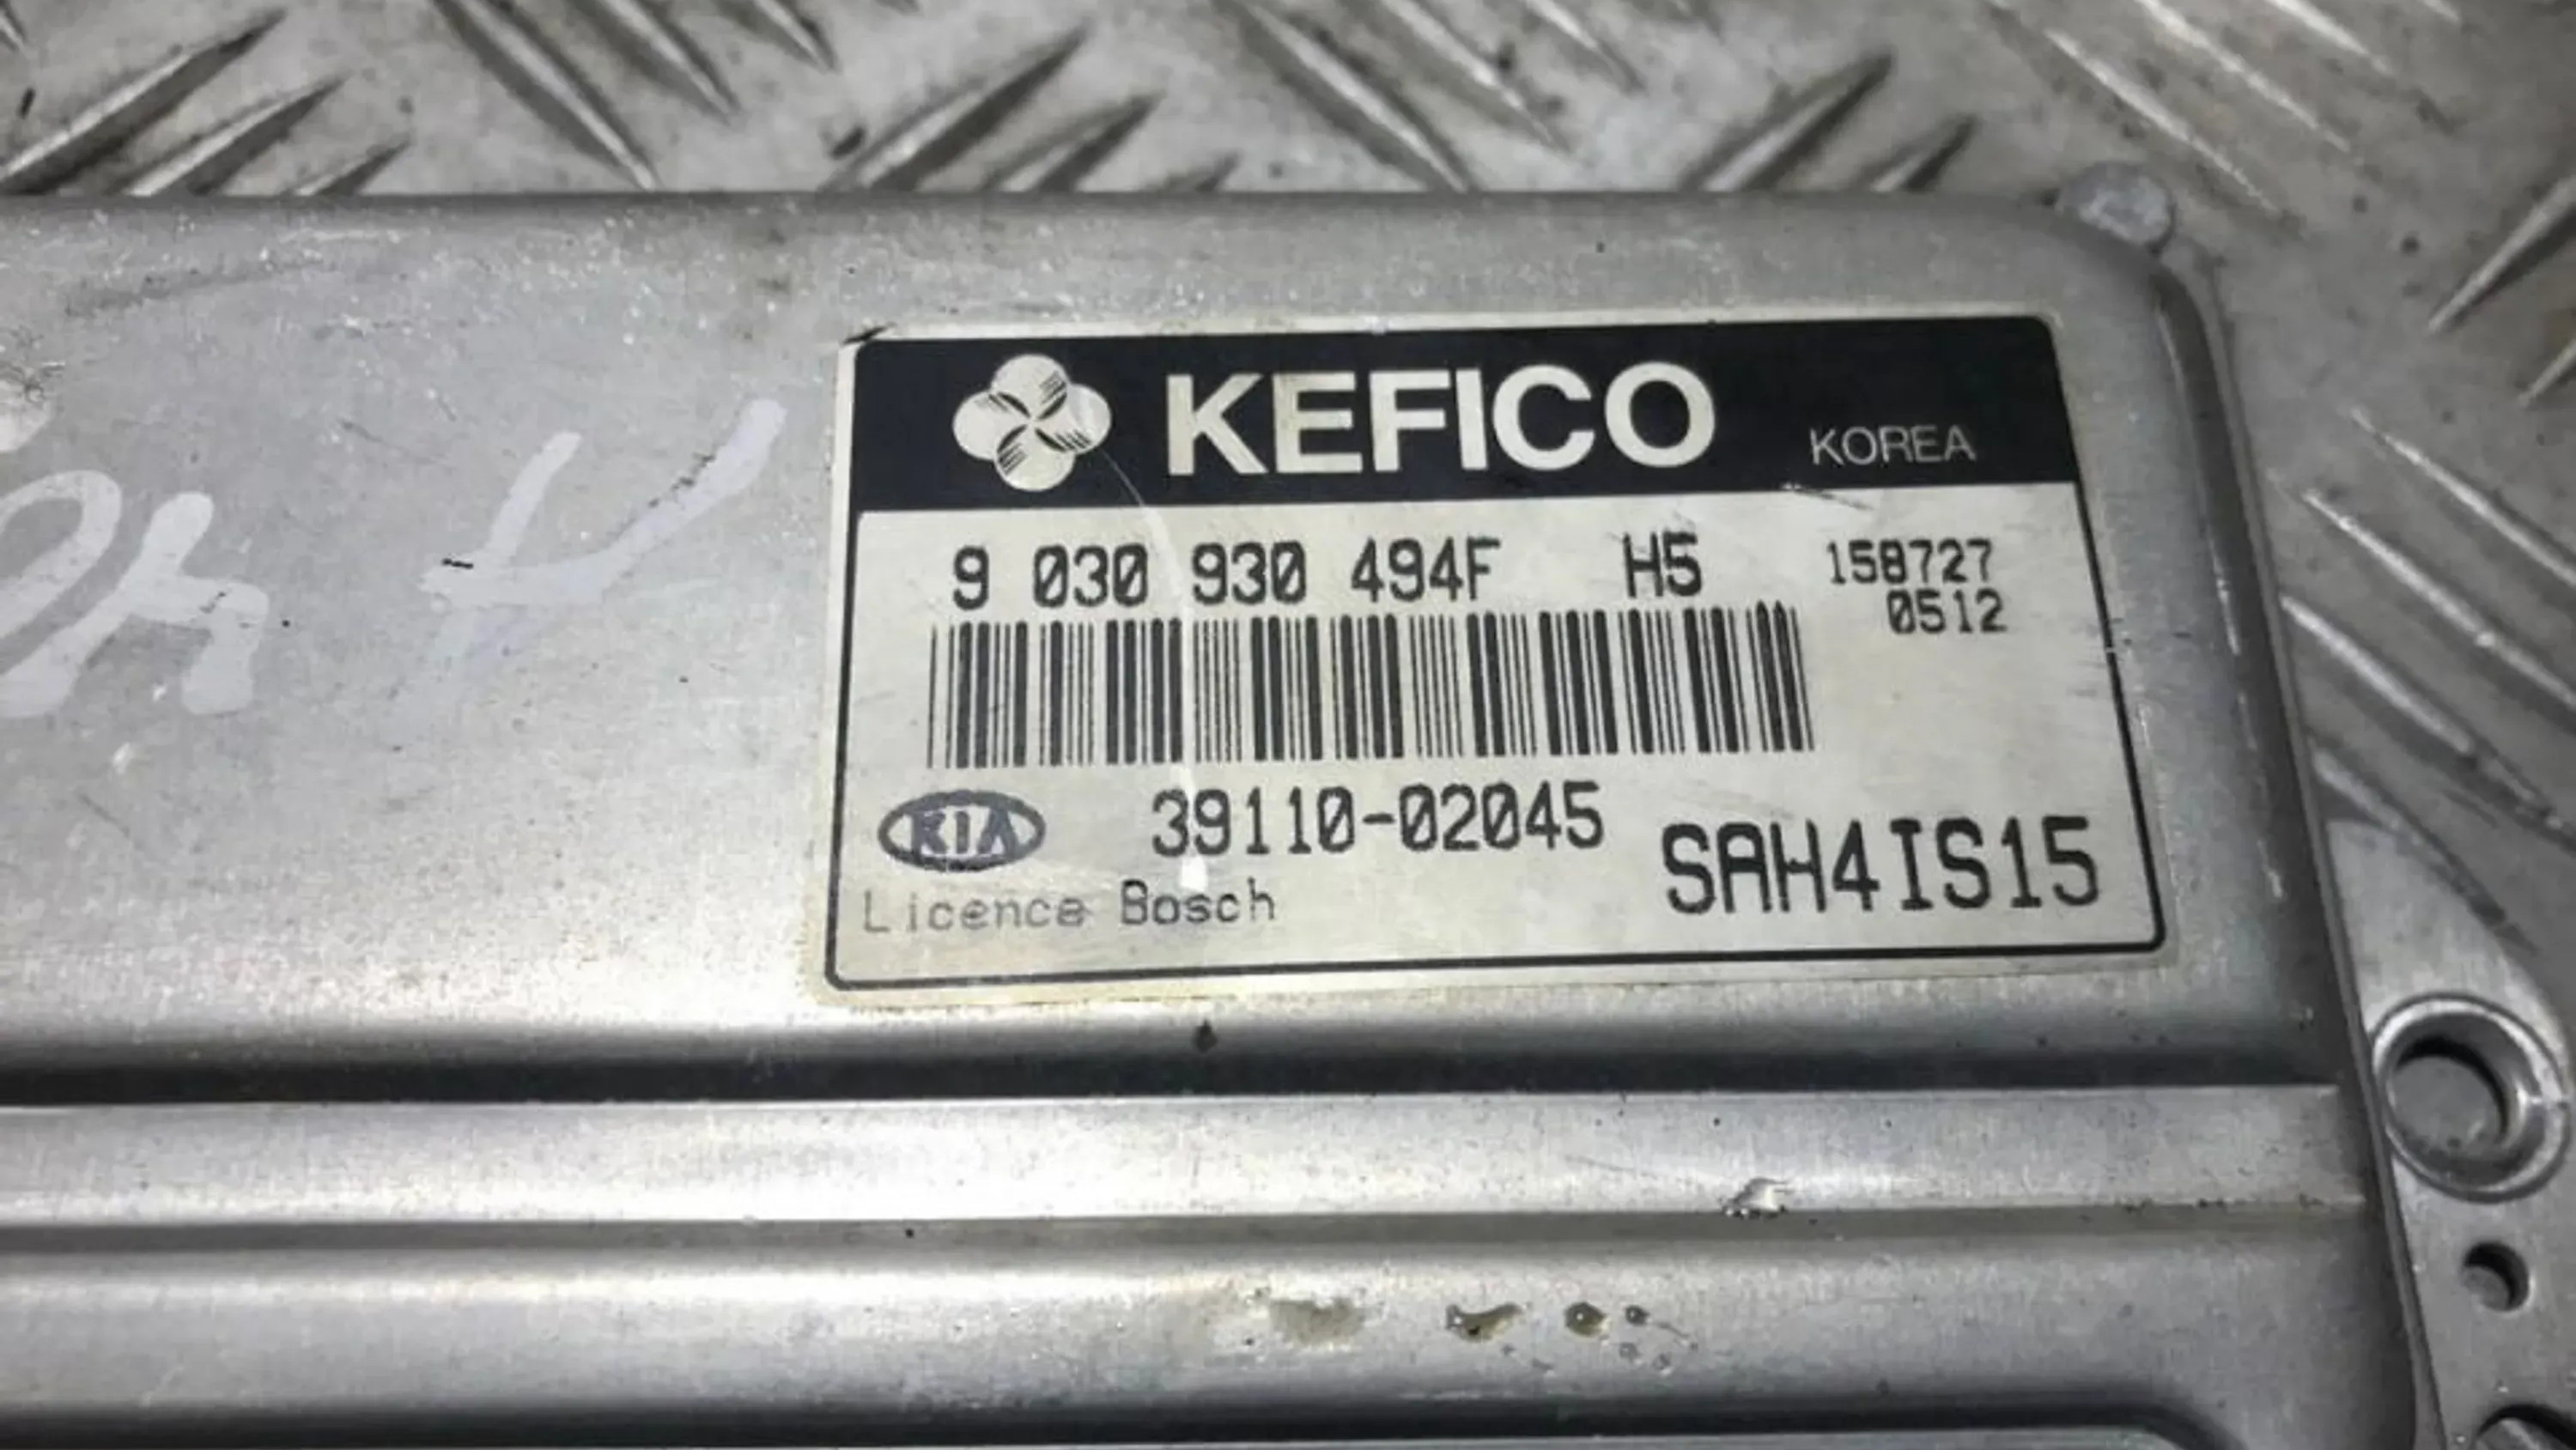 KEFICO KOREA
9 030 930 494F H5 158727
0512
KIA 39110-02045 SAH4IS15
Licence Bosch